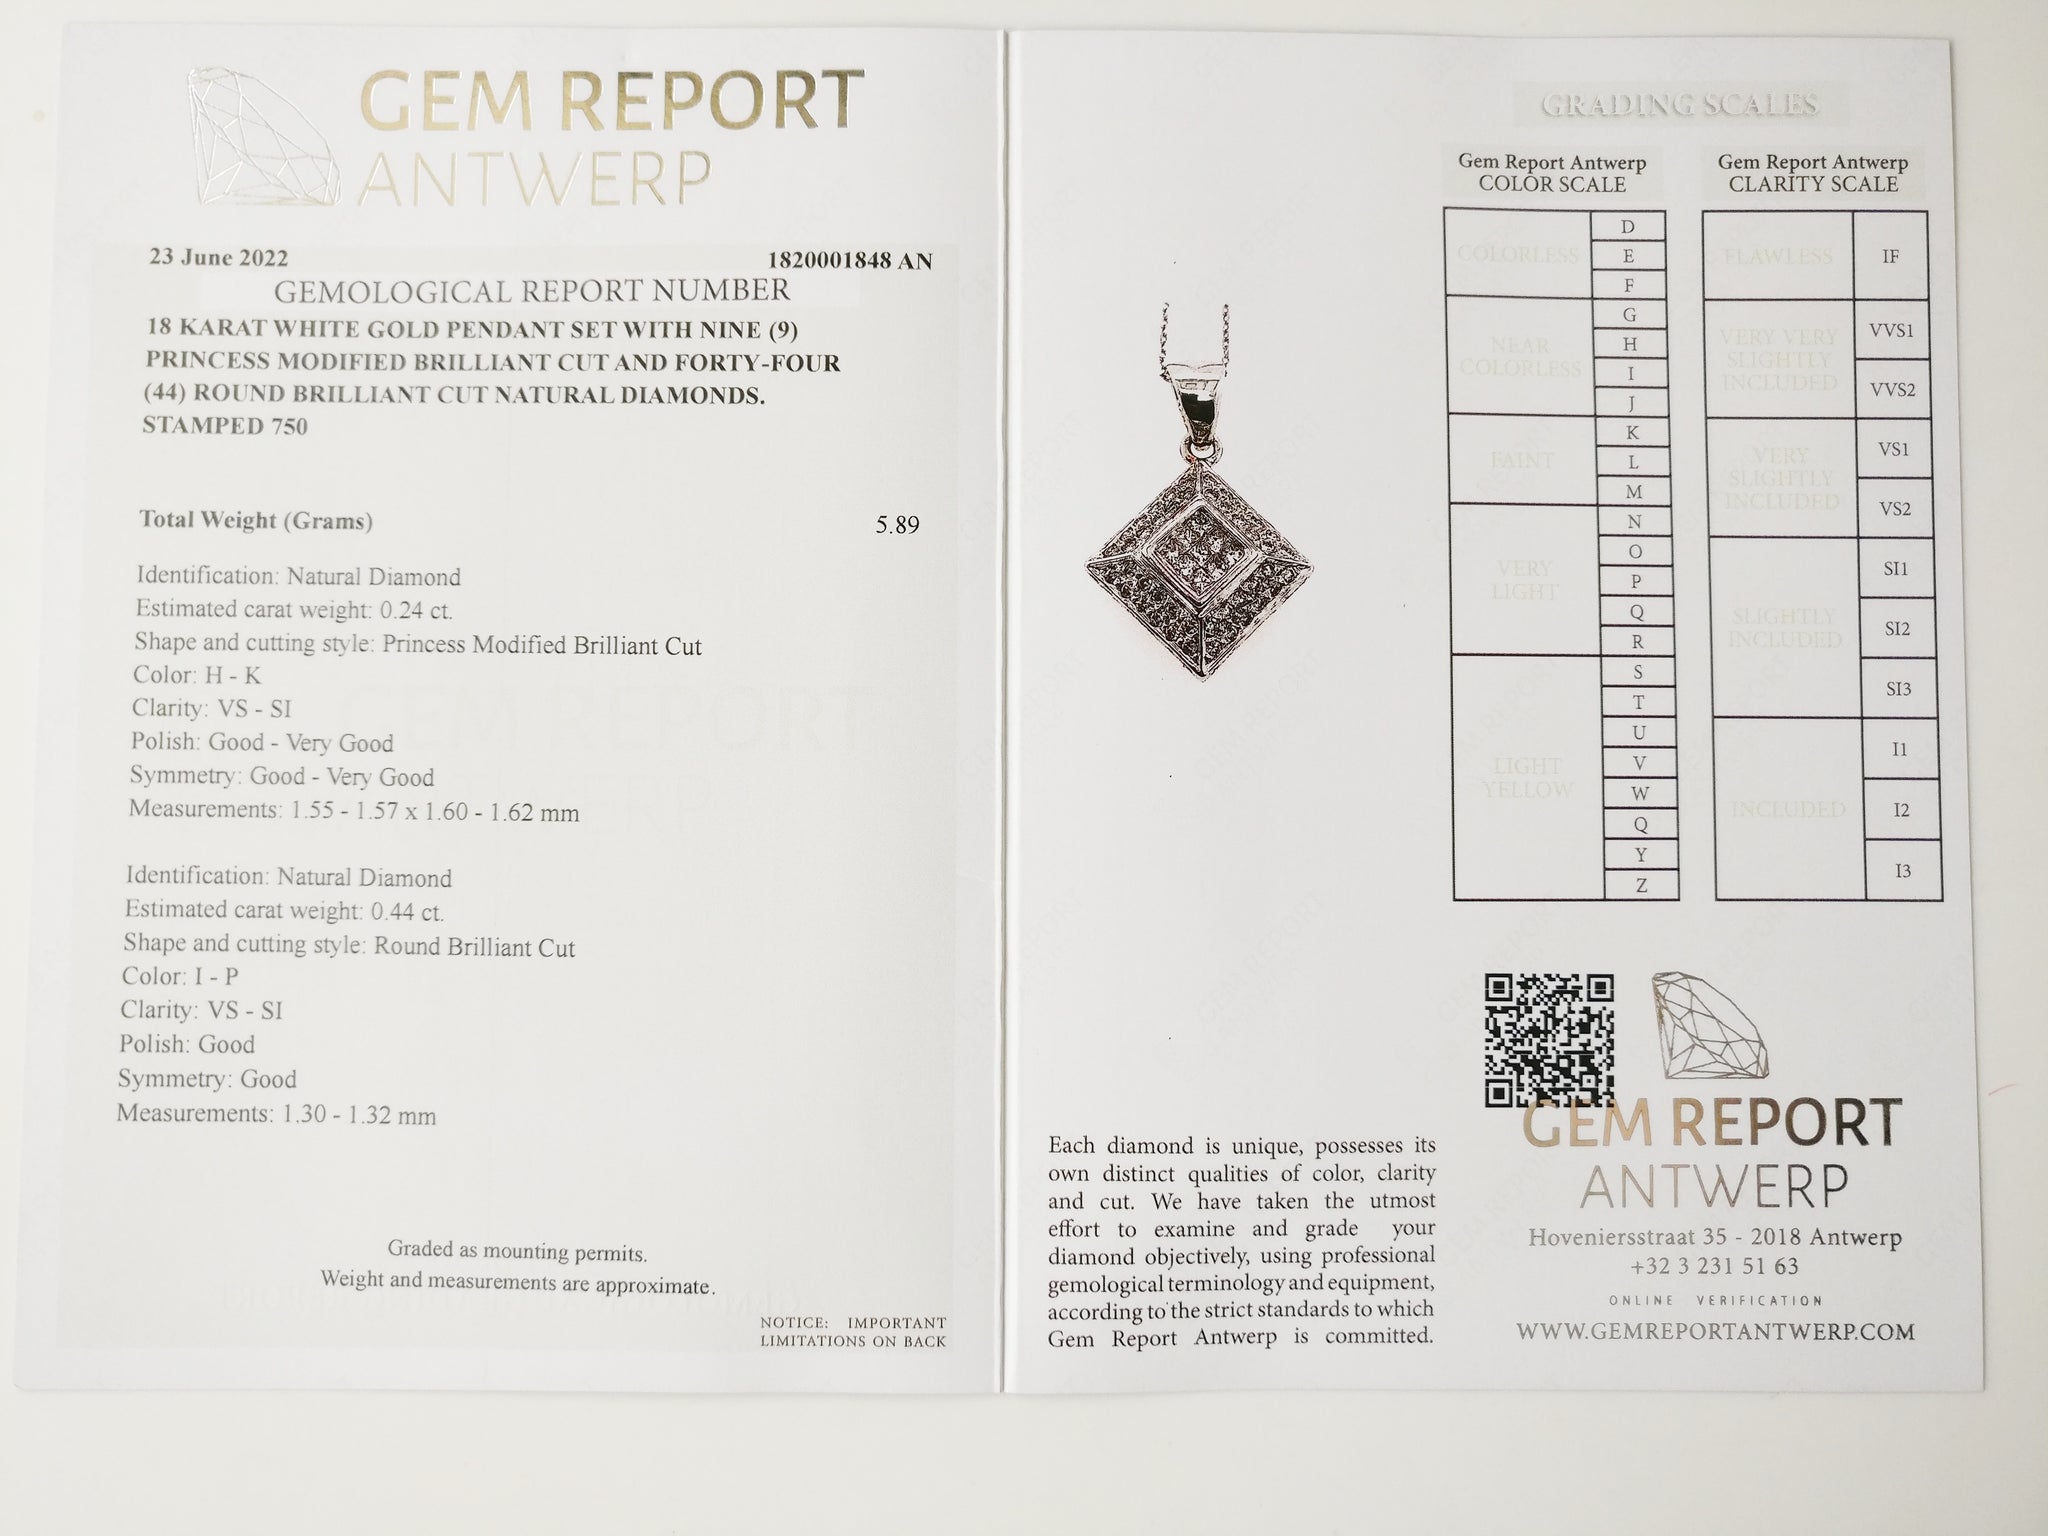 GEM REPORT
ANTWERP
23 June 2022
1820001848 AN
GEMOLOGICAL REPORT NUMBER
18 KARAT WHITE GOLD PENDANT SET WITH NINE (9)
PRINCESS MODIFIED BRILLIANT CUT AND FORTY-FOUR
(44) ROUND BRILLIANT CUT NATURAL DIAMONDS.
STAMPED 750
Total Weight (Grams) 5.89
Identification: Natural Diamond
Estimated carat weight: 0.24 ct.
Shape and cutting style: Princess Modified Brilliant Cut
Color: H - K
Clarity: VS - SI
Polish: Good - Very Good
Symmetry: Good - Very Good
Measurements: 1.55 - 1.57 x 1.60 - 1.62 mm
Identification: Natural Diamond
Estimated carat weight: 0.44 ct.
Shape and cutting style: Round Brilliant Cut
Color: I - P
Clarity: VS - SI
Polish: Good
Symmetry: Good
Measurements: 1.30 - 1.32 mm
Graded as mounting permits.
Weight and measurements are approximate.
NOTICE: IMPORTANT
LIMITATIONS ON BACK
Each diamond is unique, possesses its
own distinct qualities of color, clarity
and cut. We have taken the utmost
effort to examine and grade your
diamond objectively, using professional
gemological terminology and equipment,
according to the strict standards to which
Gem Report Antwerp is committed.
GRADING SCALES
Gem Report Antwerp
COLOR SCALE
COLORLESS
D
E
F
NEAR
COLORLESS
G
H
I
J
FAINT
K
L
M
VERY
LIGHT
N
O
P
Q
R
LIGHT
YELLOW
S
T
U
V
W
Q
Y
Z
Gem Report Antwerp
CLARITY SCALE
FLAWLESS
IF
VERY VERY
SLIGHTLY
INCLUDED
VVS1
VVS2
VERY
SLIGHTLY
INCLUDED
VS1
VS2
SLIGHTLY
INCLUDED
SI1
SI2
SI3
INCLUDED
I1
I2
I3
GEM REPORT
ANTWERP
Hoveniersstraat 35 - 2018 Antwerp
+32 3 231 51 63
ONLINE VERIFICATION
WWW.GEMREPORTANTWERP.COM